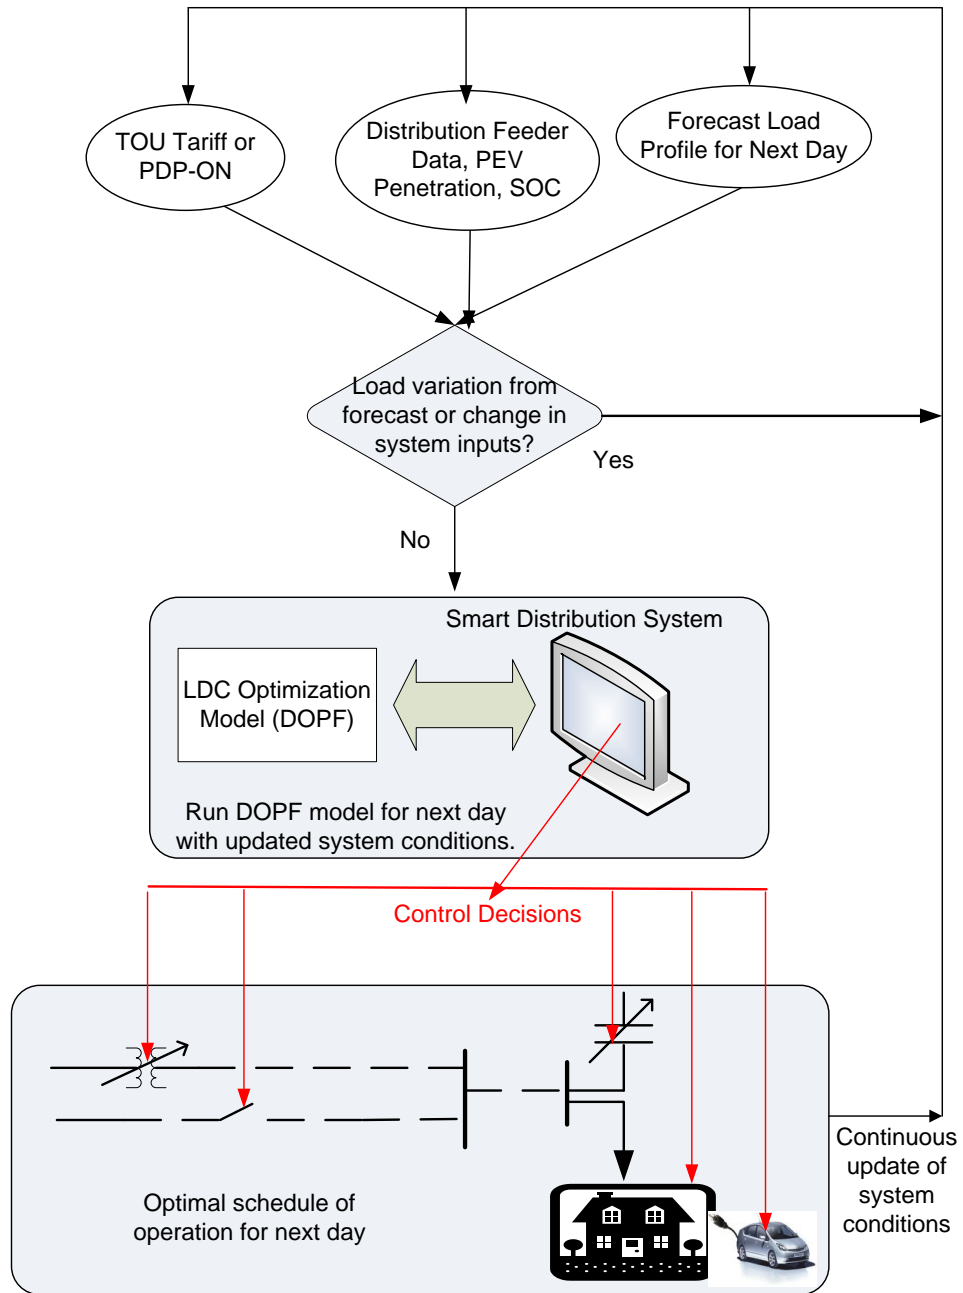 TOU Tariff or
PDP-ON
Distribution Feeder
Data, PEV
Penetration, SOC
Forecast Load
Profile for Next Day
Load variation from
forecast or change in
system inputs?
Yes
No
Smart Distribution System
LDC Optimization
Model (DOPF)
Run DOPF model for next day
with updated system conditions.
Control Decisions
Optimal schedule of
operation for next day
Continuous
update of
system
conditions